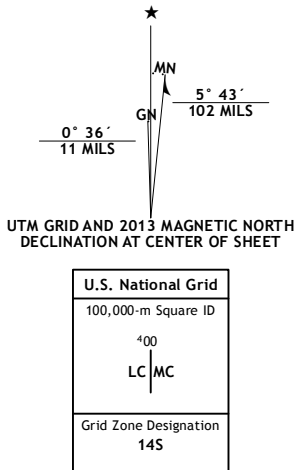 ★
MN
GN
5° 43´
102 MILS
0° 36´
11 MILS
UTM GRID AND 2013 MAGNETIC NORTH
DECLINATION AT CENTER OF SHEET
U.S. National Grid
100,000-m Square ID
⁴00
LC MC
Grid Zone Designation
14S